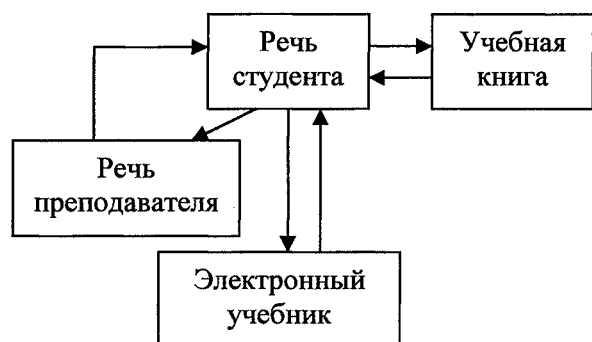 Речь
студента
Учебная
книга
Речь
преподавателя
Электронный
учебник